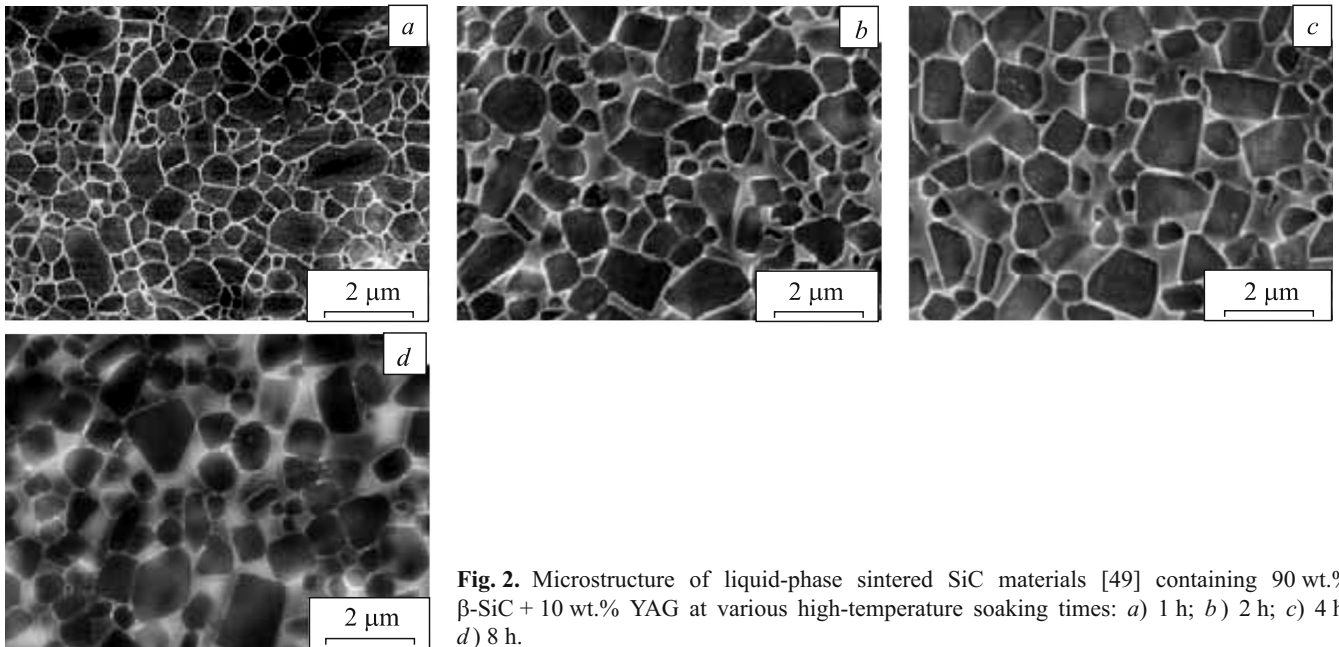 a
b
c
2 μm
2 μm
2 μm
d
2 μm
Fig. 2. Microstructure of liquid-phase sintered SiC materials [49] containing 90 wt.%
β-SiC + 10 wt.% YAG at various high-temperature soaking times: a) 1 h; b) 2 h; c) 4 h
d) 8 h.